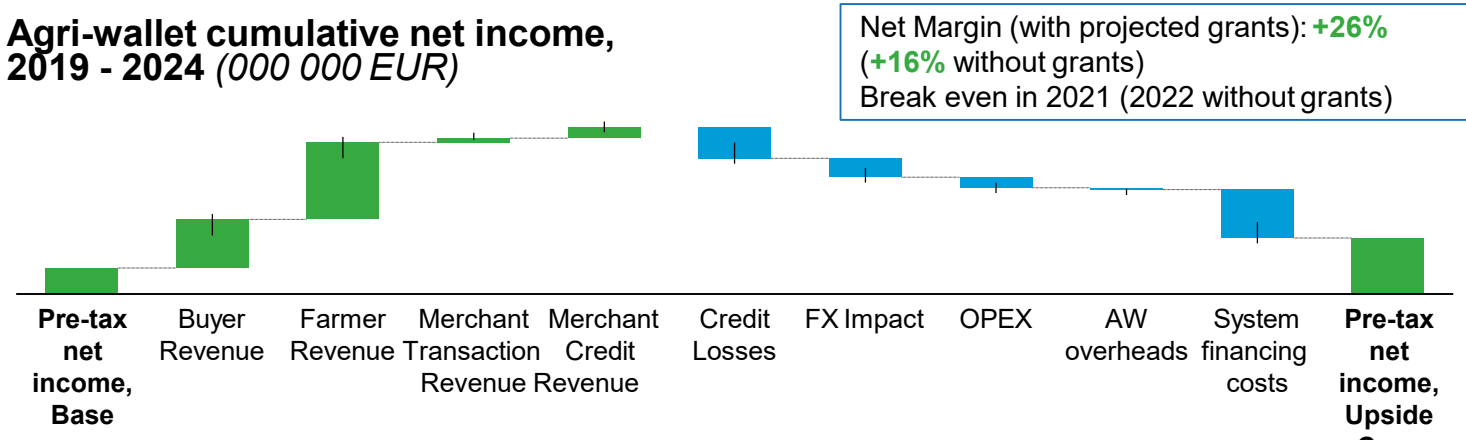 Agri-wallet cumulative net income,
2019 - 2024 (000 000 EUR)
Net Margin (with projected grants): +26%
(+16% without grants)
Break even in 2021 (2022 without grants)
Pre-tax
net
income,
Base
Buyer
Revenue
Farmer
Revenue
Merchant
Transaction
Revenue
Merchant
Credit
Revenue
Credit
Losses
FX Impact
OPEX
AW
overheads
System
financing
costs
Pre-tax
net
income,
Upside